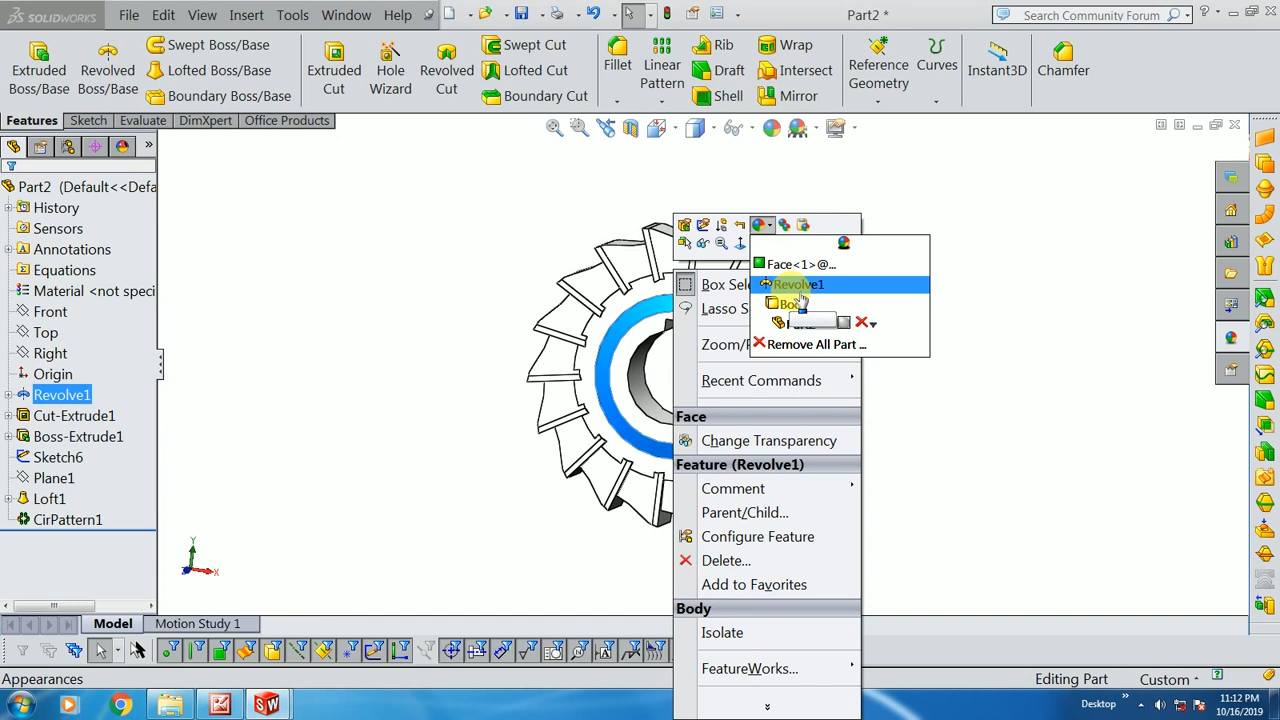 SOLIDWORKS
File Edit View Insert Tools Window Help
Part2 *
Search Community Forum
Extruded Boss/Base
Revolved Boss/Base
Swept Boss/Base
Lofted Boss/Base
Boundary Boss/Base
Extruded Cut
Hole Wizard
Revolved Cut
Swept Cut
Lofted Cut
Boundary Cut
Fillet
Linear Pattern
Rib
Draft
Shell
Wrap
Intersect
Mirror
Reference Geometry
Curves
Instant3D
Chamfer
Features Sketch Evaluate DimXpert Office Products
Part2 (Default<<Defa
History
Sensors
Annotations
Material <not speci
Front
Top
Right
Origin
Revolve1
Cut-Extrude1
Boss-Extrude1
Sketch6
Plane1
Loft1
CirPattern1
Face<1>@...
Revolve1
Remove All Part ...
Box Sele
Lasso S
Zoom/P
Recent Commands
Face
Change Transparency
Feature (Revolve1)
Comment
Parent/Child...
Configure Feature
Delete...
Add to Favorites
Body
Isolate
FeatureWorks...
Y
X
Model Motion Study 1
Appearances
Editing Part
Custom
Desktop
11:12 PM
10/16/2019